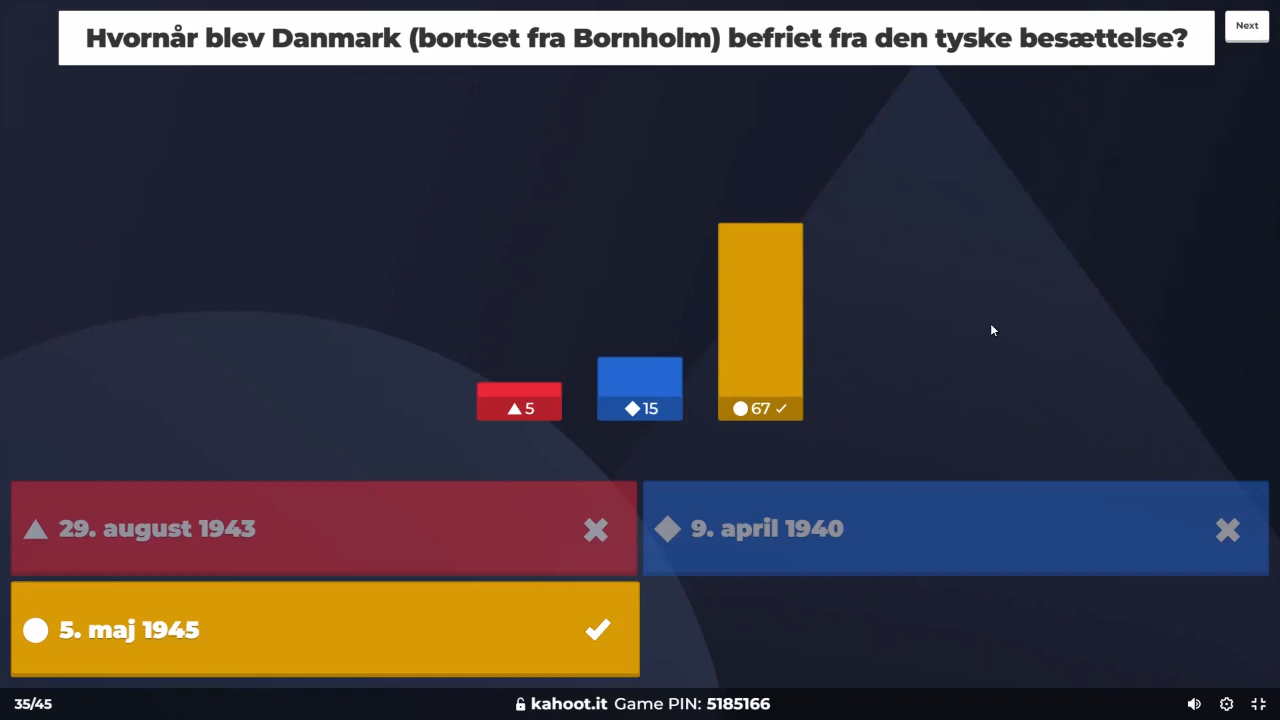 Hvornår blev Danmark (bortset fra Bornholm) befriet fra den tyske besættelse?
Next
5
15
67
29. august 1943
9. april 1940
5. maj 1945
35/45
kahoot.it Game PIN: 5185166